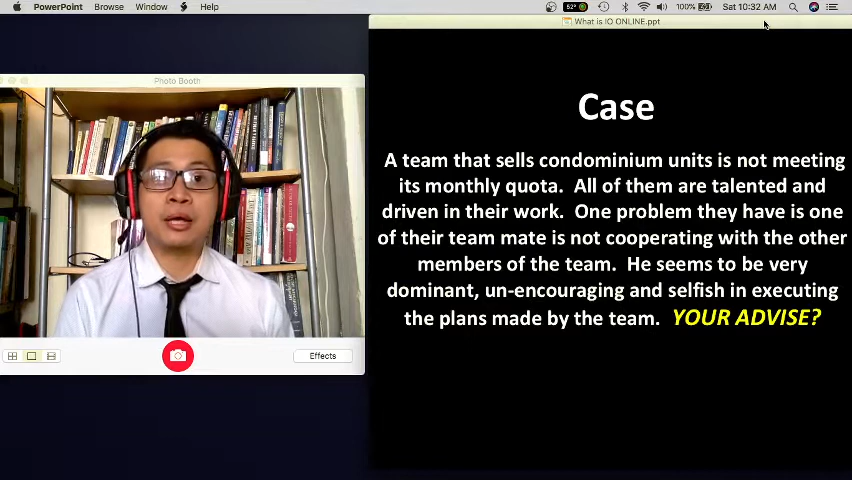 PowerPoint Browse Window Help
52° 100% Sat 10:32 AM
What is IO ONLINE.ppt
Photo Booth
Case
A team that sells condominium units is not meeting
its monthly quota. All of them are talented and
driven in their work. One problem they have is one
of their team mate is not cooperating with the other
members of the team. He seems to be very
dominant, un-encouraging and selfish in executing
the plans made by the team. YOUR ADVISE?
Effects